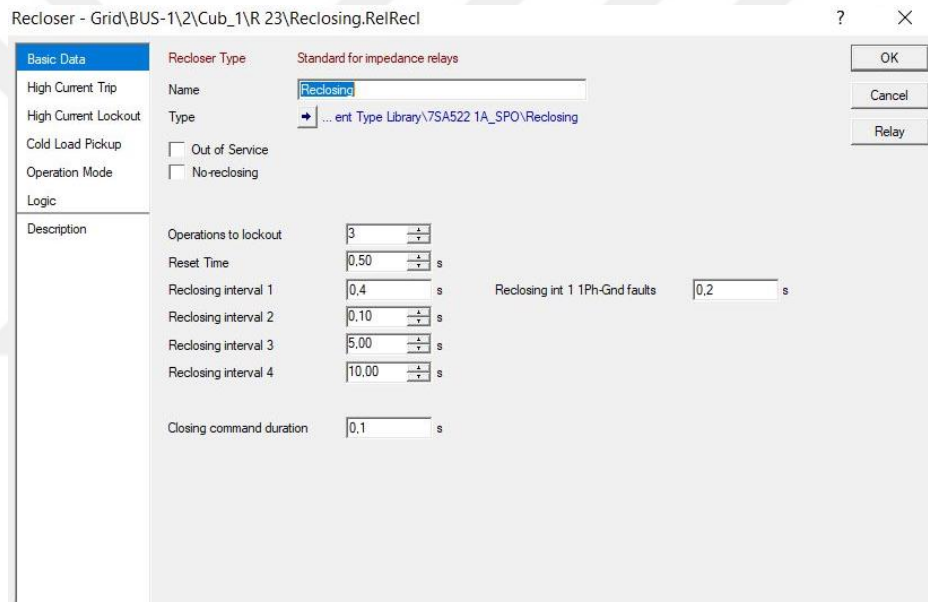 Recloser - Grid\BUS-1\2\Cub_1\R 23\Reclosing.RelRecl ? ×
Basic Data
High Current Trip
High Current Lockout
Cold Load Pickup
Operation Mode
Logic
Description
Recloser Type Standard for impedance relays
Name Reclosing
Type ... ent Type Library\7SA522 1A_SPO\Reclosing
Out of Service
No-reclosing
Operations to lockout 3
Reset Time 0,50 s
Reclosing interval 1 0,4 s Reclosing int 1 1Ph-Gnd faults 0,2 s
Reclosing interval 2 0,10 s
Reclosing interval 3 5,00 s
Reclosing interval 4 10,00 s
Closing command duration 0,1 s
OK
Cancel
Relay